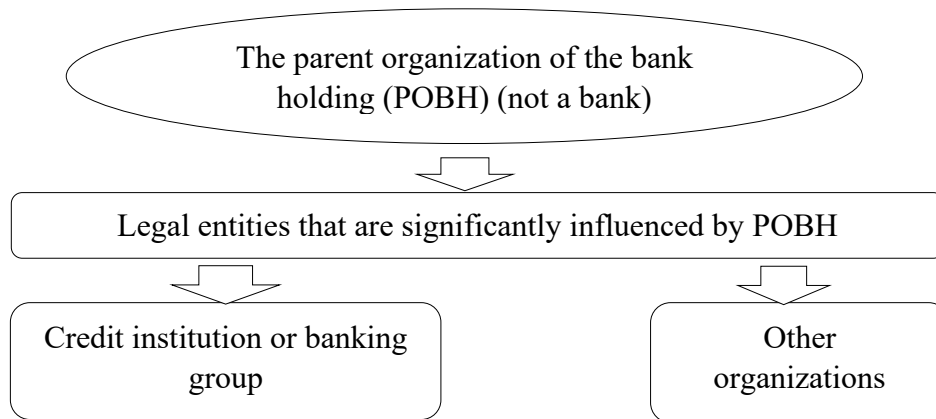 The parent organization of the bank
holding (POBH) (not a bank)
Legal entities that are significantly influenced by POBH
Credit institution or banking
group
Other
organizations